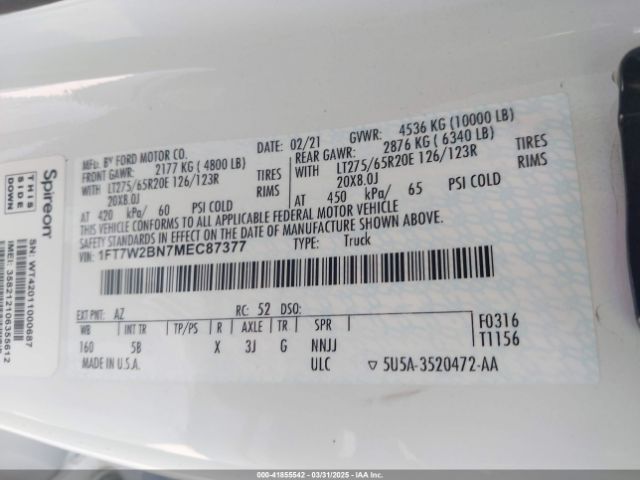 MFG. BY FORD MOTOR CO.
DATE: 02/21 GVWR: 4536 KG (10000 LB)
FRONT GAWR: 2177 KG ( 4800 LB) REAR GAWR: 2876 KG ( 6340 LB)
WITH LT275/65R20E 126/123R TIRES WITH LT275/65R20E 126/123R TIRES
20X8.0J RIMS 20X8.0J RIMS
AT 420 kPa/ 60 PSI COLD AT 450 kPa/ 65 PSI COLD
THIS VEHICLE CONFORMS TO ALL APPLICABLE FEDERAL MOTOR VEHICLE
SAFETY STANDARDS IN EFFECT ON THE DATE OF MANUFACTURE SHOWN ABOVE.
VIN: 1FT7W2BN7MEC87377 TYPE: Truck
EXT PNT: AZ RC: 52 DSO:
WB INT TR TP/PS R AXLE TR SPR
160 5B X 3J G NNJJ
MADE IN U.S.A. ULC
F0316
T1156
5U5A-3520472-AA
Spireon
THIS
SIDE
DOWN
SN: WT42011000687
IMEI: 358212106355612
000-41855542 - 03/31/2025 - IAAI.COM